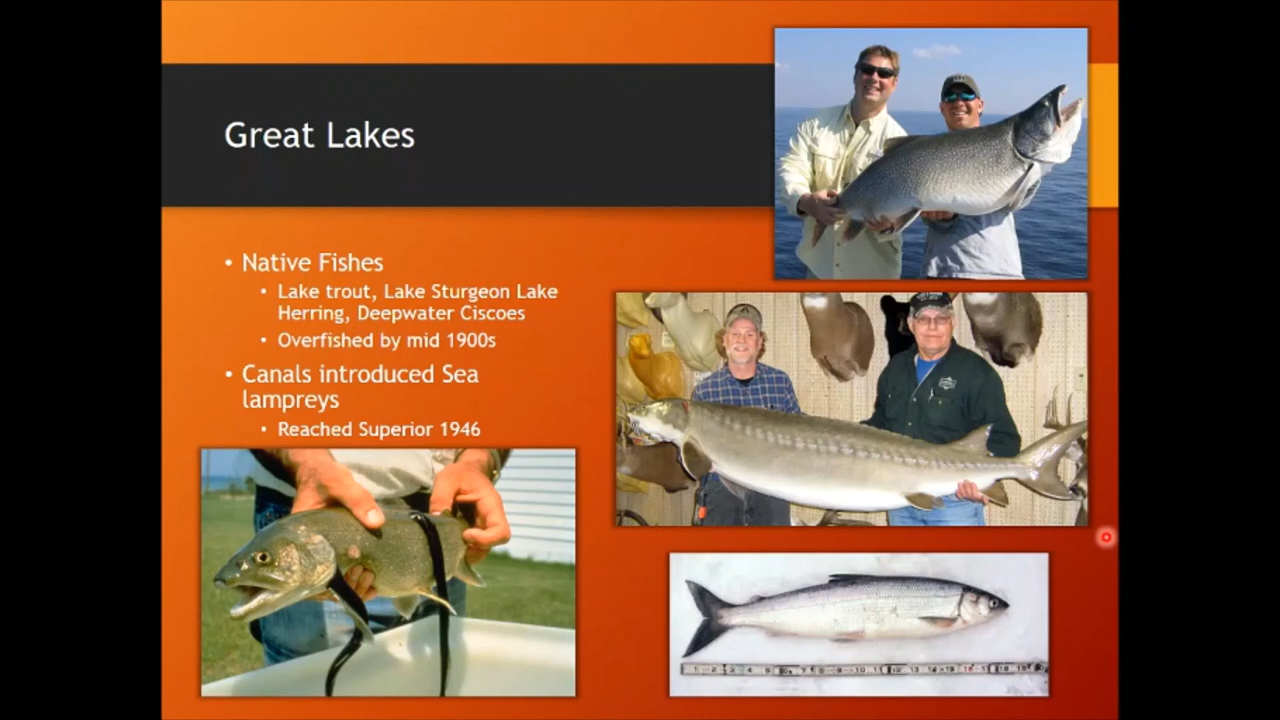 Great Lakes
• Native Fishes
• Lake trout, Lake Sturgeon Lake
Herring, Deepwater Ciscoes
• Overfished by mid 1900s
• Canals introduced Sea
lampreys
• Reached Superior 1946